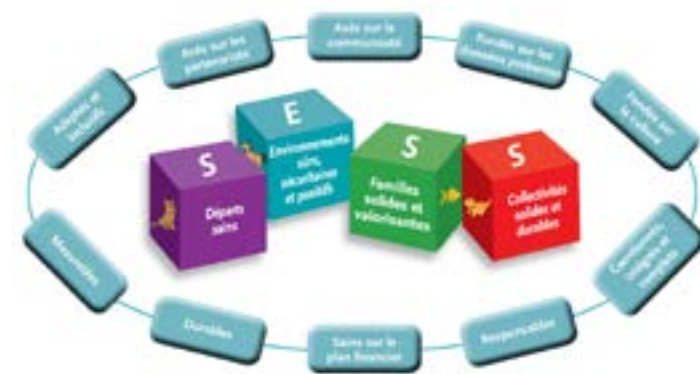 Axés sur la
communauté
Axés sur les
partenariats
Fondés sur les
données probantes
Adaptés et
inclusifs
Fondés sur
la culture
S
Départs
sains
E
Environnements
sûrs,
sécuritaires
et positifs
S
Familles
solides et
valorisantes
S
Collectivités
solides et
durables
Mesurables
Coordonnés,
intégrés et
Durables
Sains sur le
plan financier
Responsables